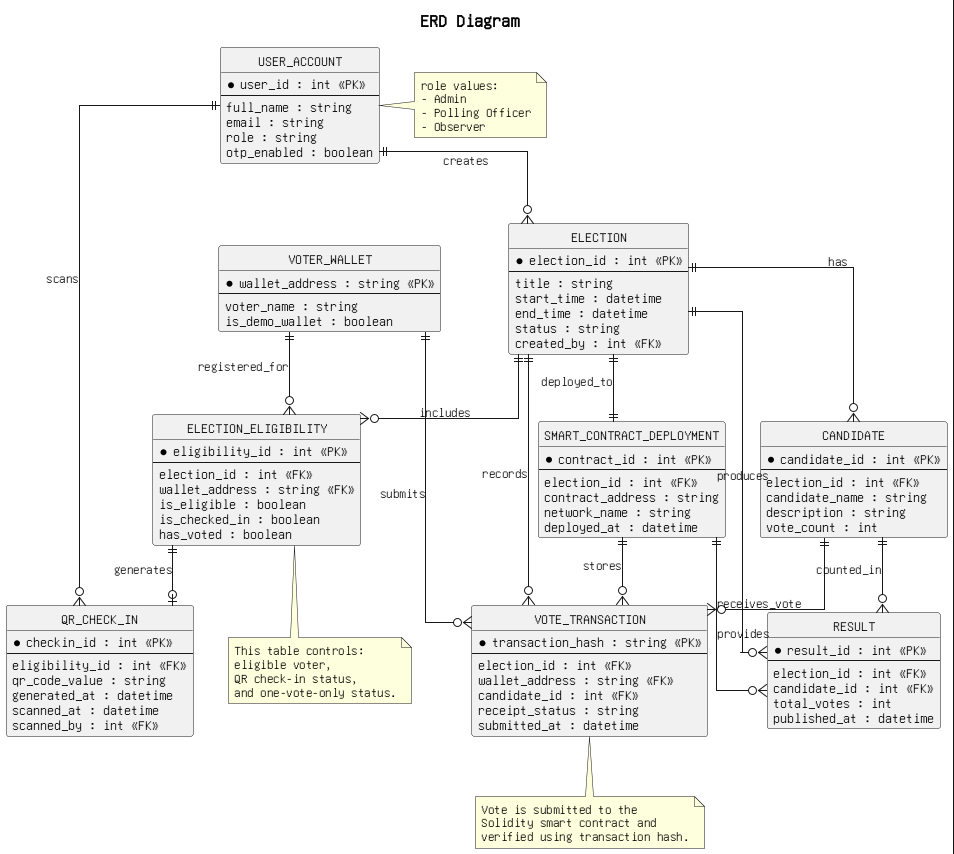 ERD Diagram
USER_ACCOUNT
● user_id : int «PK»
full_name : string
email : string
role : string
otp_enabled : boolean
role values:
- Admin
- Polling Officer
- Observer
creates
scans
ELECTION
● election_id : int «PK»
title : string
start_time : datetime
end_time : datetime
status : string
created_by : int «FK»
has
VOTER_WALLET
● wallet_address : string «PK»
voter_name : string
is_demo_wallet : boolean
registered_for
includes
deployed_to
ELECTION_ELIGIBILITY
● eligibility_id : int «PK»
election_id : int «FK»
wallet_address : string «FK»
is_eligible : boolean
is_checked_in : boolean
has_voted : boolean
submits
records
SMART_CONTRACT_DEPLOYMENT
● contract_id : int «PK»
election_id : int «FK»
contract_address : string
network_name : string
deployed_at : datetime
produces
CANDIDATE
● candidate_id : int «PK»
election_id : int «FK»
candidate_name : string
description : string
vote_count : int
generates
stores
counted_in
receives_vote
provides
QR_CHECK_IN
● checkin_id : int «PK»
eligibility_id : int «FK»
qr_code_value : string
generated_at : datetime
scanned_at : datetime
scanned_by : int «FK»
This table controls:
eligible voter,
QR check-in status,
and one-vote-only status.
VOTE_TRANSACTION
● transaction_hash : string «PK»
election_id : int «FK»
wallet_address : string «FK»
candidate_id : int «FK»
receipt_status : string
submitted_at : datetime
RESULT
● result_id : int «PK»
election_id : int «FK»
candidate_id : int «FK»
total_votes : int
published_at : datetime
Vote is submitted to the
Solidity smart contract and
verified using transaction hash.